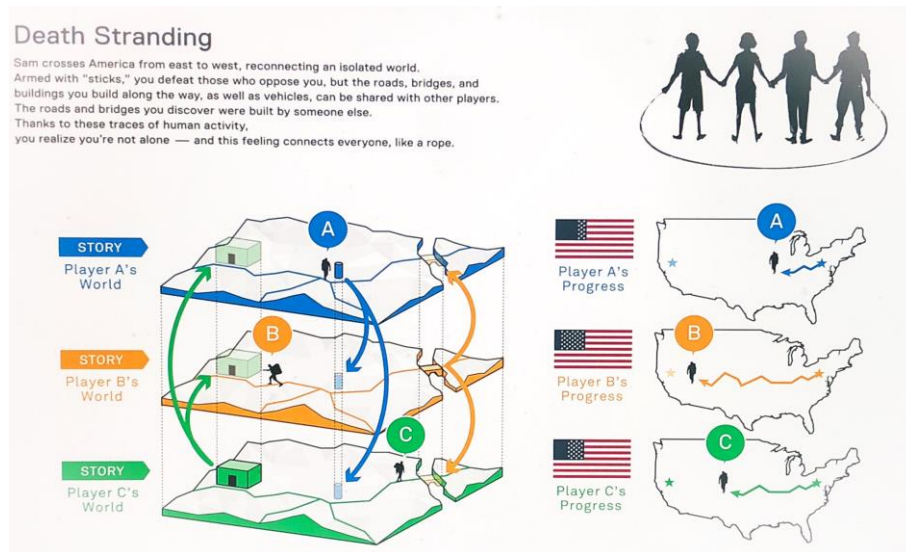 Death Stranding
Sam crosses America from east to west, reconnecting an isolated world.
Armed with "sticks," you defeat those who oppose you, but the roads, bridges, and
buildings you build along the way, as well as vehicles, can be shared with other players.
The roads and bridges you discover were built by someone else.
Thanks to these traces of human activity,
you realize you're not alone — and this feeling connects everyone, like a rope.
STORY
Player A's
World
A
Player A's
Progress
A
STORY
Player B's
World
B
Player B's
Progress
B
STORY
Player C's
World
C
Player C's
Progress
C